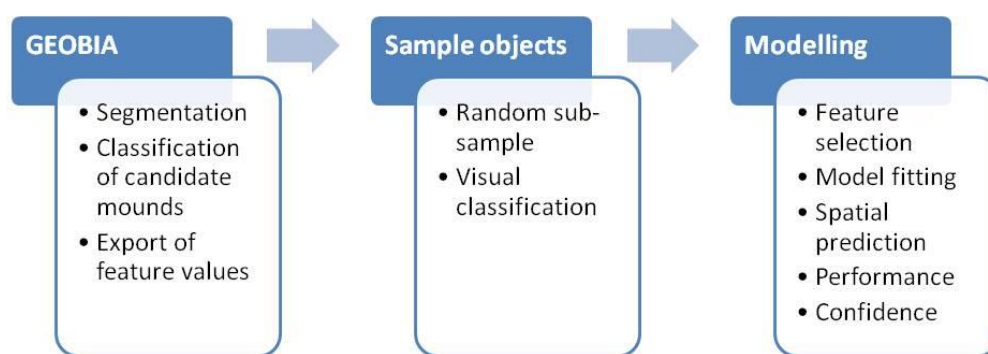 GEOBIA
• Segmentation
• Classification
of candidate
mounds
• Export of
feature values
Sample objects
• Random sub-
sample
• Visual
classification
Modelling
• Feature
selection
• Model fitting
• Spatial
prediction
• Performance
• Confidence